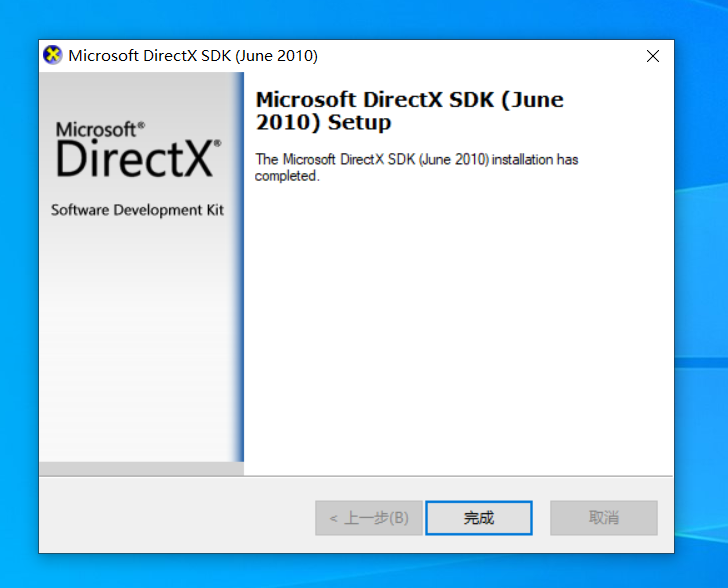 Microsoft DirectX SDK (June 2010)
Microsoft®
DirectX®
Software Development Kit
Microsoft DirectX SDK (June
2010) Setup
The Microsoft DirectX SDK (June 2010) installation has
completed.
< 上一步(B)
完成
取消